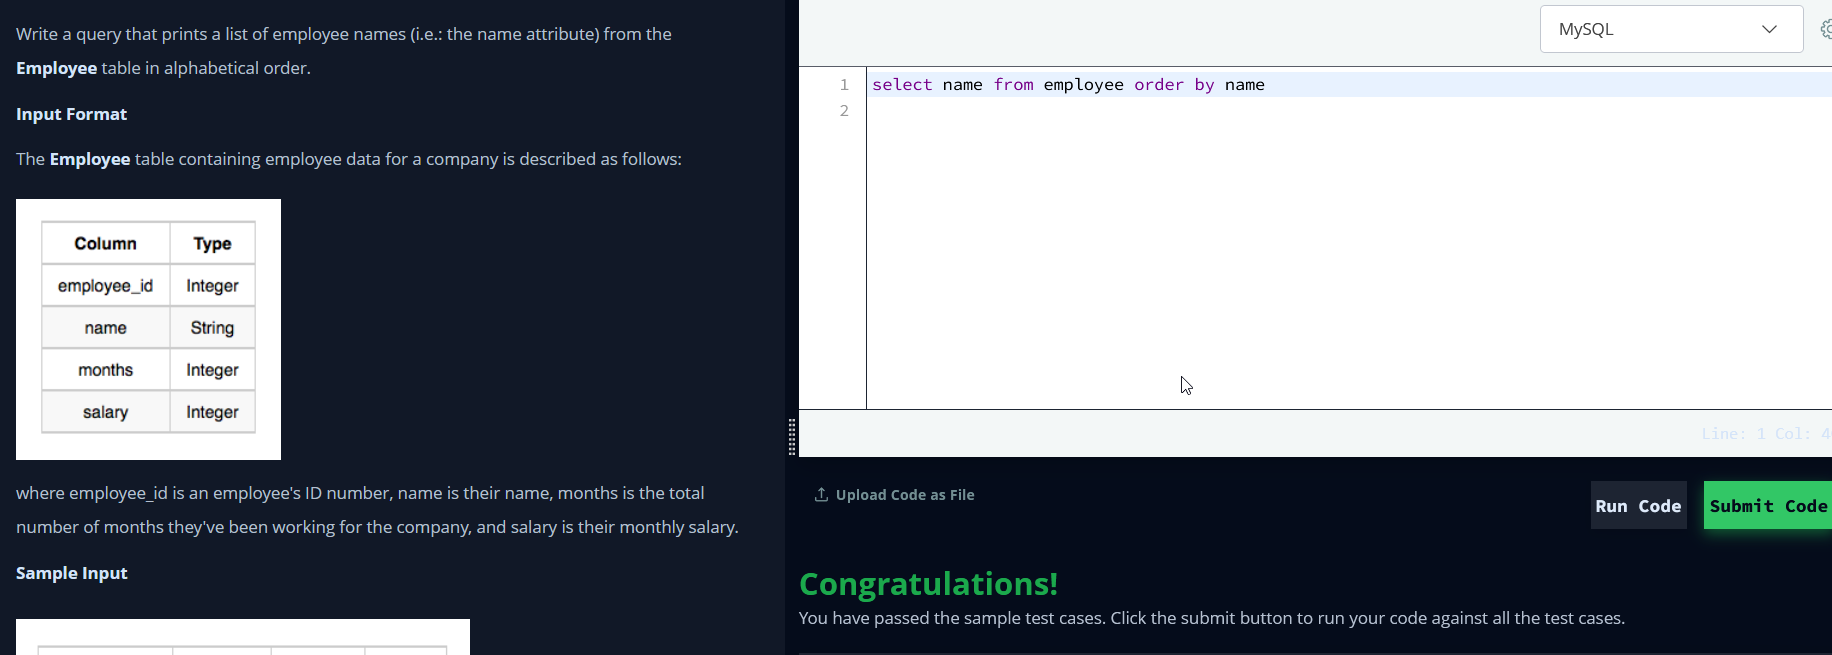 Write a query that prints a list of employee names (i.e.: the name attribute) from the
Employee table in alphabetical order.
Input Format
The Employee table containing employee data for a company is described as follows:
Column Type
employee_id Integer
name String
months Integer
salary Integer
where employee_id is an employee's ID number, name is their name, months is the total
number of months they've been working for the company, and salary is their monthly salary.
Sample Input
MySQL
1 select name from employee order by name
2
Line: 1 Col: 4
Upload Code as File
Run Code
Submit Code
Congratulations!
You have passed the sample test cases. Click the submit button to run your code against all the test cases.